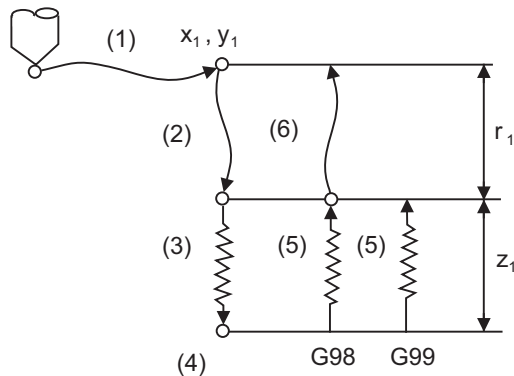 (1)
x₁ , y₁
(2)
(6)
r₁
(3)
(5)
(5)
z₁
(4)
G98
G99